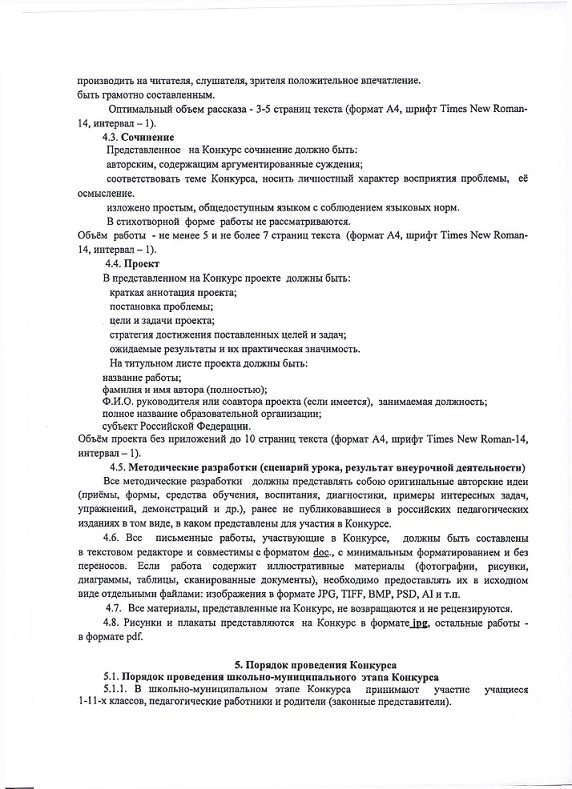 производить на читателя, слушателя, зрителя положительное впечатление.
быть грамотно составленным.
Оптимальный объем рассказа - 3-5 страниц текста (формат А4, шрифт Times New Roman-
14, интервал – 1).
4.3. Сочинение
Представленное на Конкурс сочинение должно быть:
авторским, содержащим аргументированные суждения;
соответствовать теме Конкурса, носить личностный характер восприятия проблемы, её
осмысление.
изложено простым, общедоступным языком с соблюдением языковых норм.
В стихотворной форме работы не рассматриваются.
Объём работы - не менее 5 и не более 7 страниц текста (формат А4, шрифт Times New Roman-
14, интервал – 1).
4.4. Проект
В представленном на Конкурс проекте должны быть:
краткая аннотация проекта;
постановка проблемы;
цели и задачи проекта;
стратегия достижения поставленных целей и задач;
ожидаемые результаты и их практическая значимость.
На титульном листе проекта должны быть:
название работы;
фамилия и имя автора (полностью);
Ф.И.О. руководителя или соавтора проекта (если имеется), занимаемая должность;
полное название образовательной организации;
субъект Российской Федерации.
Объём проекта без приложений до 10 страниц текста (формат А4, шрифт Times New Roman-14,
интервал – 1).
4.5. Методические разработки (сценарий урока, результат внеурочной деятельности)
Все методические разработки должны представлять собою оригинальные авторские идеи
(приёмы, формы, средства обучения, воспитания, диагностики, примеры интересных задач,
упражнений, демонстраций и др.), ранее не публиковавшиеся в российских педагогических
изданиях в том виде, в каком представлены для участия в Конкурсе.
4.6. Все письменные работы, участвующие в Конкурсе, должны быть составлены
в текстовом редакторе и совместимы с форматом doc., с минимальным форматированием и без
переносов. Если работа содержит иллюстративные материалы (фотографии, рисунки,
диаграммы, таблицы, сканированные документы), необходимо предоставлять их в исходном
виде отдельными файлами: изображения в формате JPG, TIFF, BMP, PSD, AI и т.п.
4.7. Все материалы, представленные на Конкурс, не возвращаются и не рецензируются.
4.8. Рисунки и плакаты представляются на Конкурс в формате jpg, остальные работы -
в формате pdf.
5. Порядок проведения Конкурса
5.1. Порядок проведения школьно-муниципального этапа Конкурса
5.1.1. В школьно-муниципальном этапе Конкурса принимают участие учащиеся
1-11-х классов, педагогические работники и родители (законные представители).